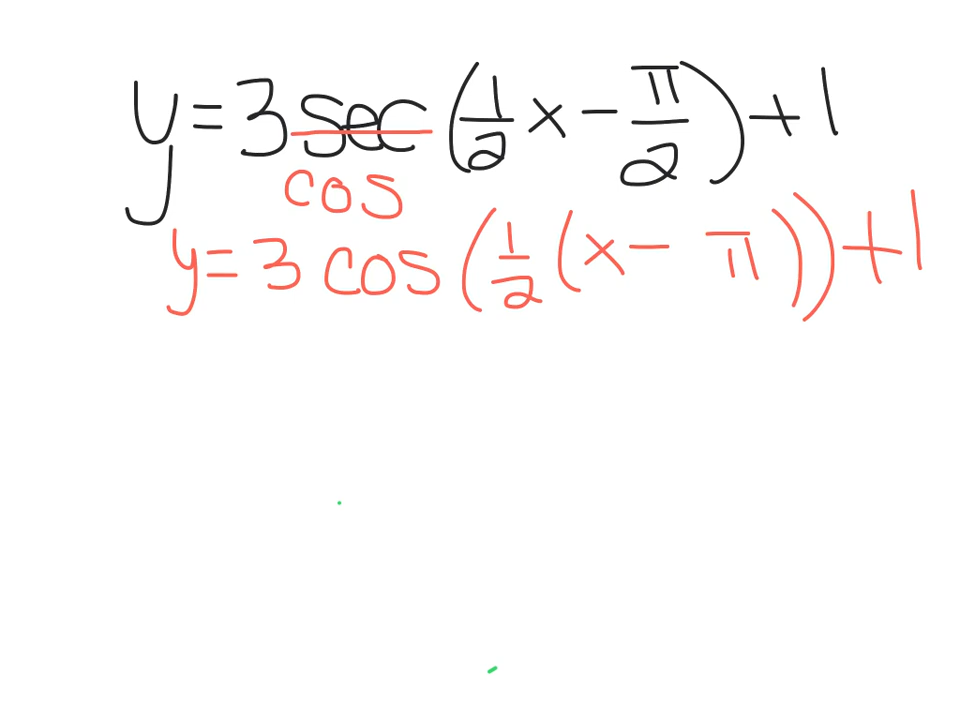 y = 3 sec (1/2 x - π/2) + 1
cos
y = 3 cos (1/2 (x - π)) + 1